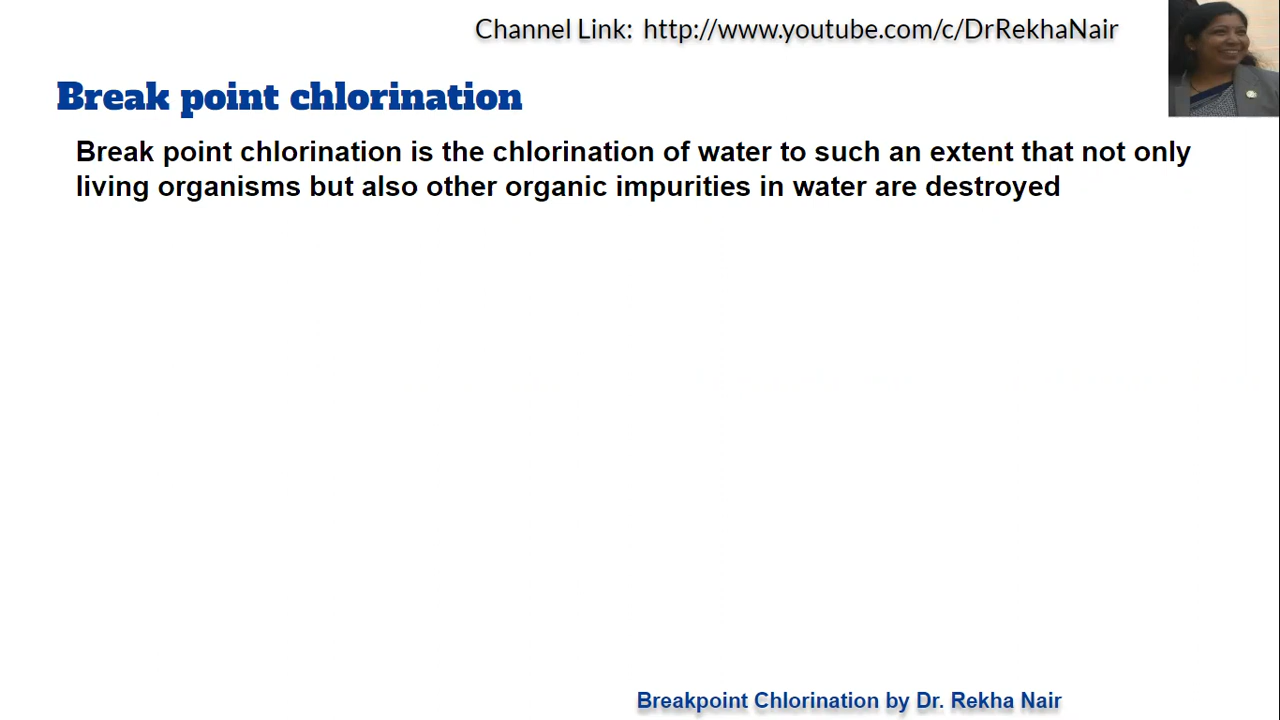 Channel Link: http://www.youtube.com/c/DrRekhaNair
Break point chlorination
Break point chlorination is the chlorination of water to such an extent that not only
living organisms but also other organic impurities in water are destroyed
Breakpoint Chlorination by Dr. Rekha Nair